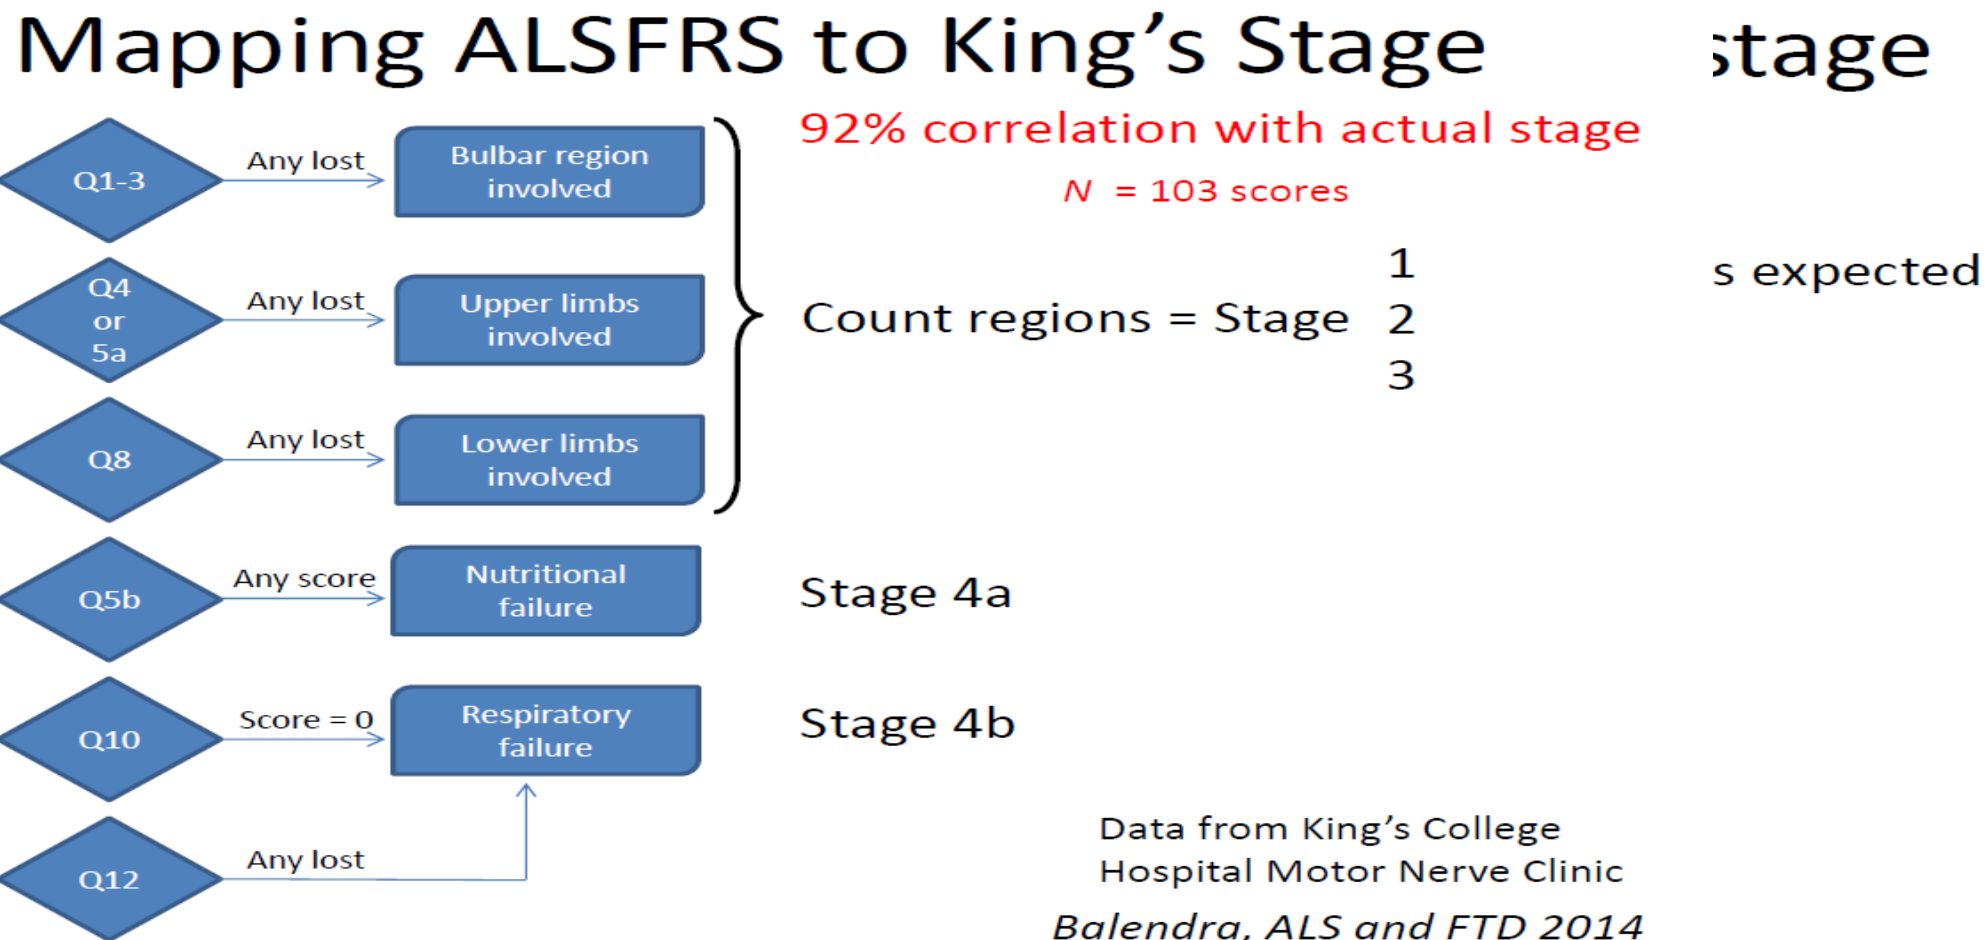 Mapping ALSFRS to King's Stage
stage
92% correlation with actual stage
N = 103 scores
Q1-3
Any lost
Bulbar region
involved
Q4
or
5a
Any lost
Upper limbs
involved
Count regions = Stage
1
2
3
s expected
Q8
Any lost
Lower limbs
involved
Q5b
Any score
Nutritional
failure
Stage 4a
Q10
Score = 0
Respiratory
failure
Stage 4b
Q12
Any lost
Data from King's College
Hospital Motor Nerve Clinic
Balendra, ALS and FTD 2014